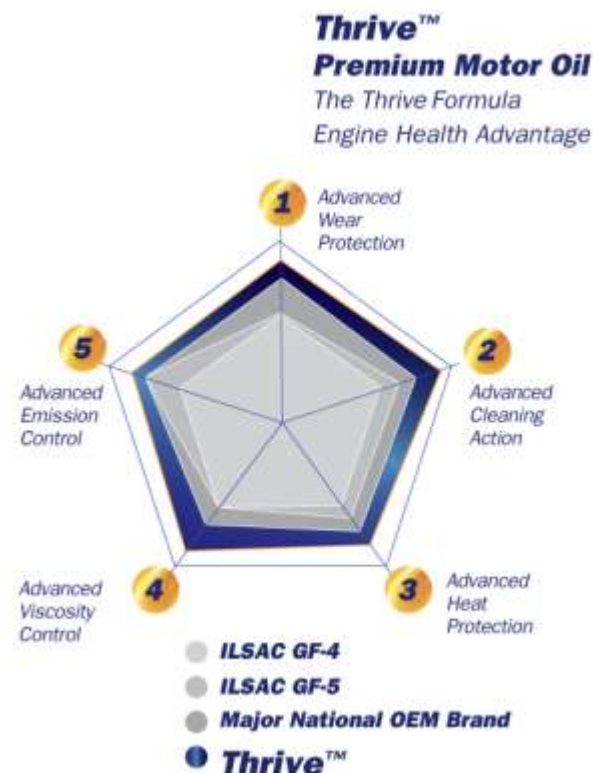 Thrive™
Premium Motor Oil
The Thrive Formula
Engine Health Advantage
1
Advanced
Wear
Protection
2
Advanced
Cleaning
Action
3
Advanced
Heat
Protection
4
Advanced
Viscosity
Control
5
Advanced
Emission
Control
ILSAC GF-4
ILSAC GF-5
Major National OEM Brand
Thrive™